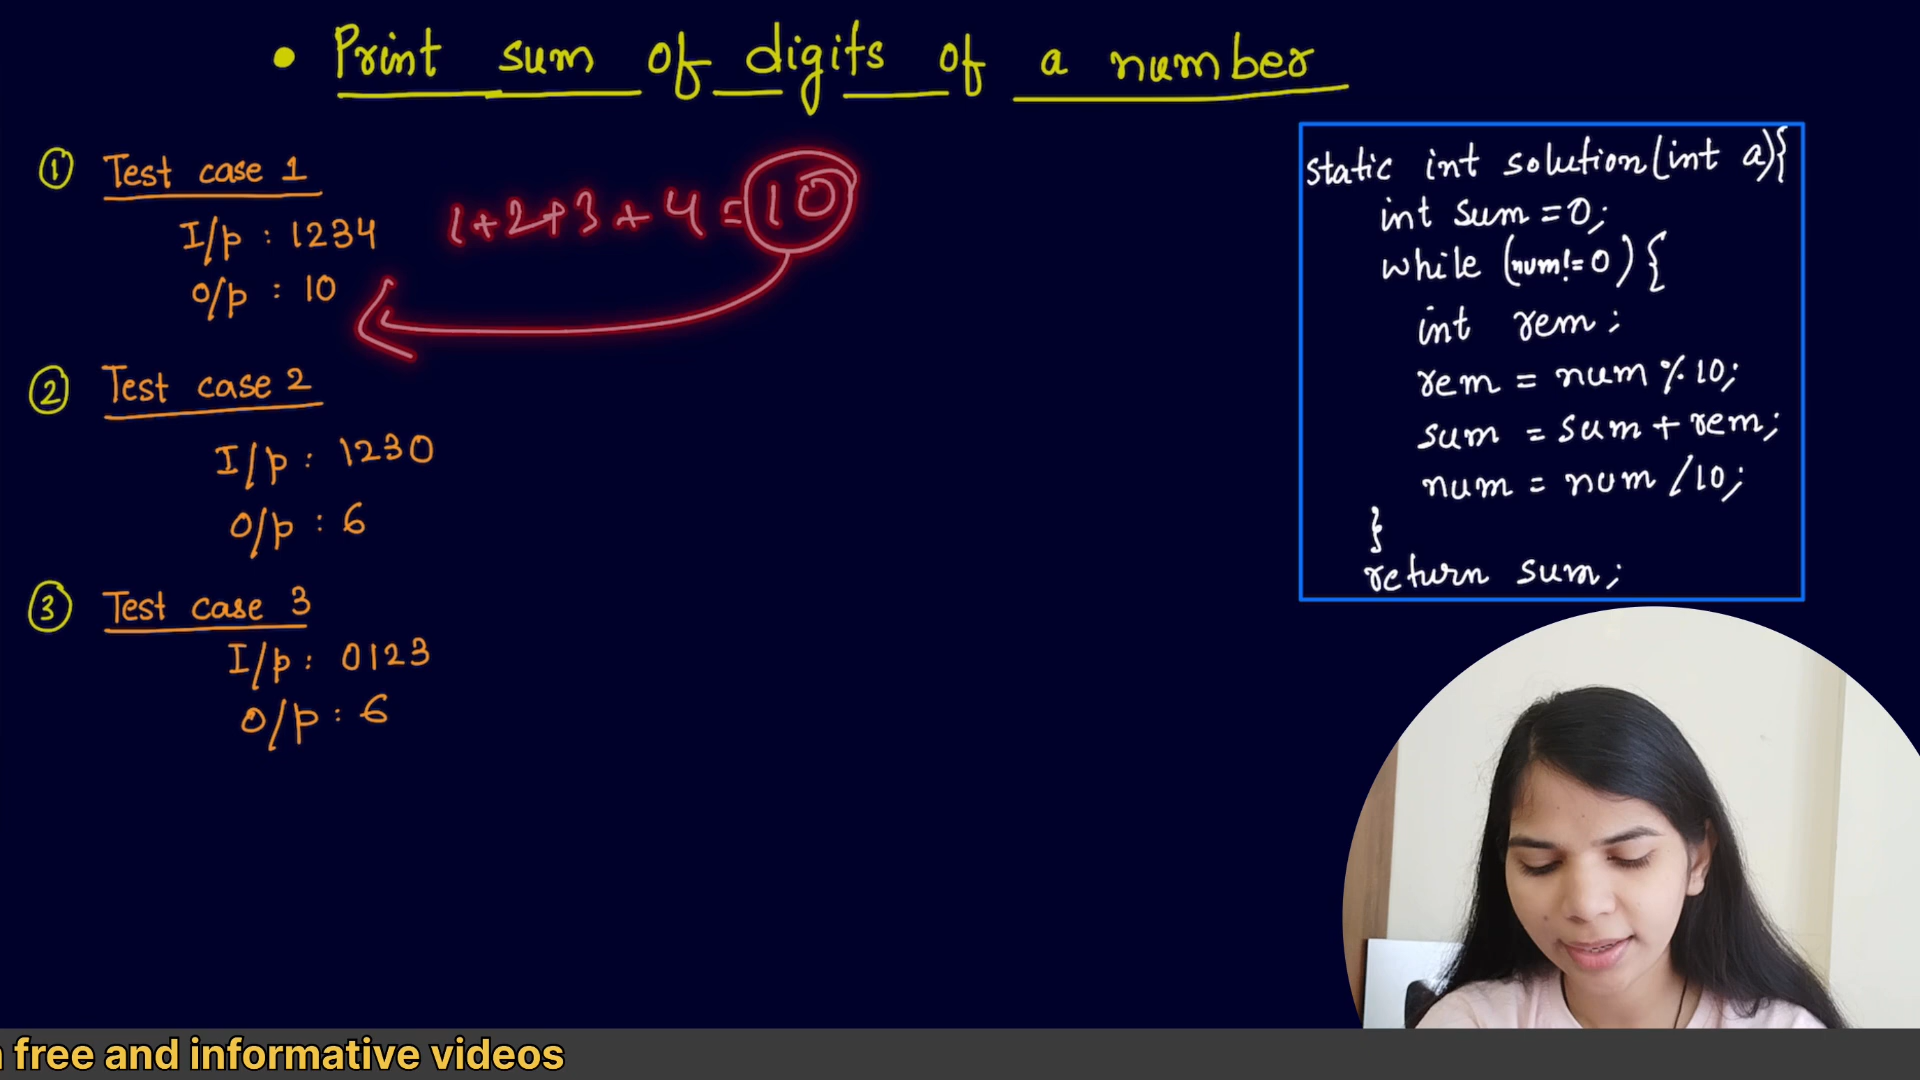 • Print sum of digits of a number
① Test case 1
I/p : 1234
O/p : 10
1+2+3+4=10
② Test case 2
I/p : 1230
O/p : 6
③ Test case 3
I/p : 0123
O/p : 6
static int solution(int a){
int sum =0;
while (num!=0){
int rem;
rem = num % 10;
sum = sum + rem;
num = num /10;
}
return sum;
free and informative videos